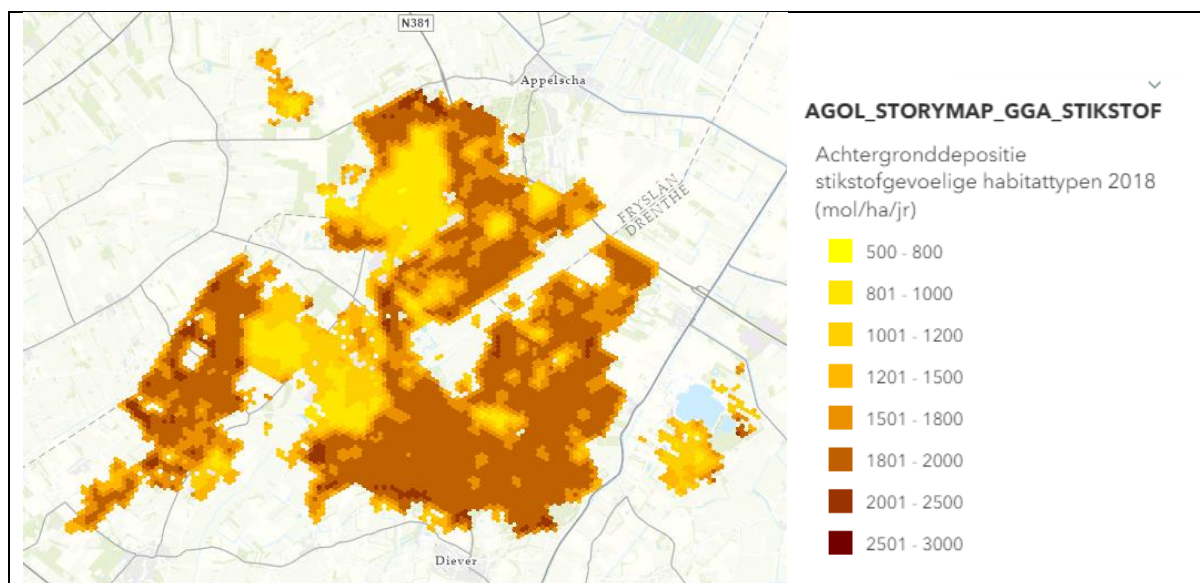 N381
Appelscha
FRYSLAN
DRENTHE
Diever
AGOL_STORYMAP_GGA_STIKSTOF
Achtergronddepositie
stikstofgevoelige habitattypen 2018
(mol/ha/jr)
500 - 800
801 - 1000
1001 - 1200
1201 - 1500
1501 - 1800
1801 - 2000
2001 - 2500
2501 - 3000